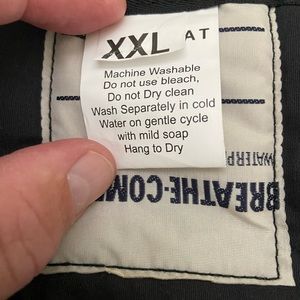 XXL AT
Machine Washable
Do not use bleach,
Do not Dry clean
Wash Separately in cold
Water on gentle cycle
with mild soap
Hang to Dry
WATERP
BREATHE-COM